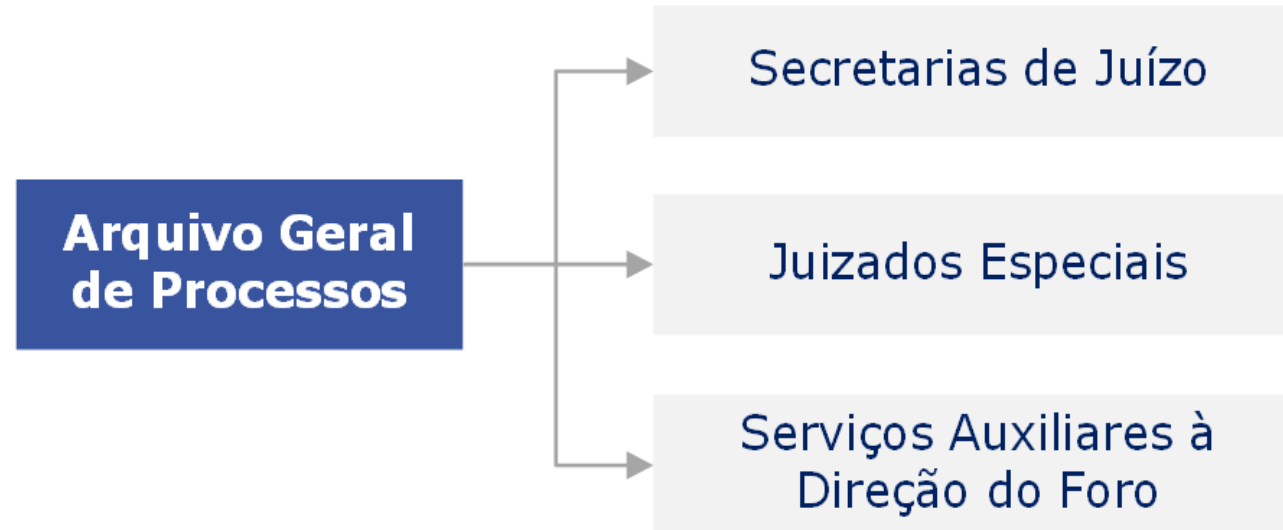 Arquivo Geral
de Processos
Secretarias de Juízo
Juizados Especiais
Serviços Auxiliares à
Direção do Foro